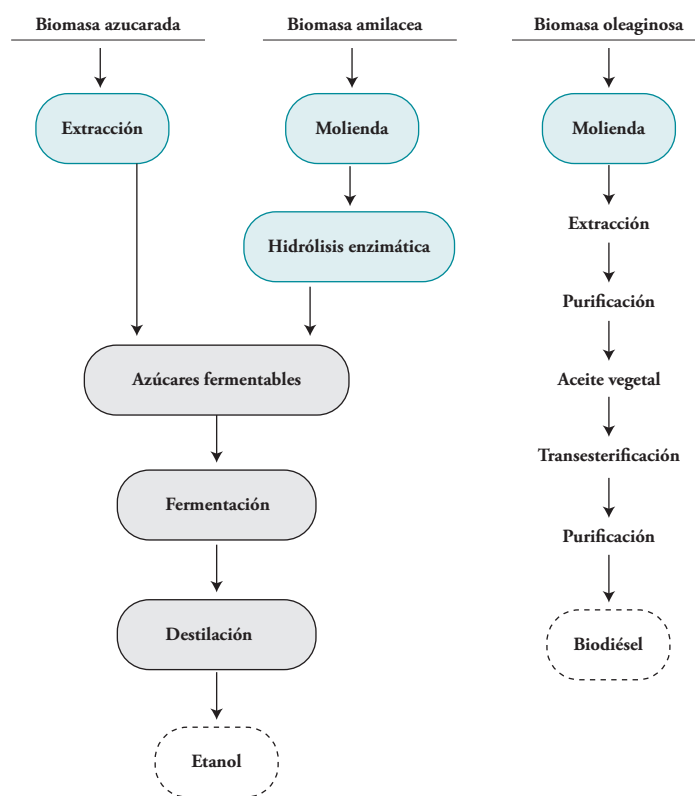 Biomasa azucarada
Biomasa amilacea
Biomasa oleaginosa
Extracción
Molienda
Molienda
Hidrólisis enzimática
Extracción
Purificación
Azúcares fermentables
Aceite vegetal
Transesterificación
Fermentación
Purificación
Destilación
Biodiésel
Etanol